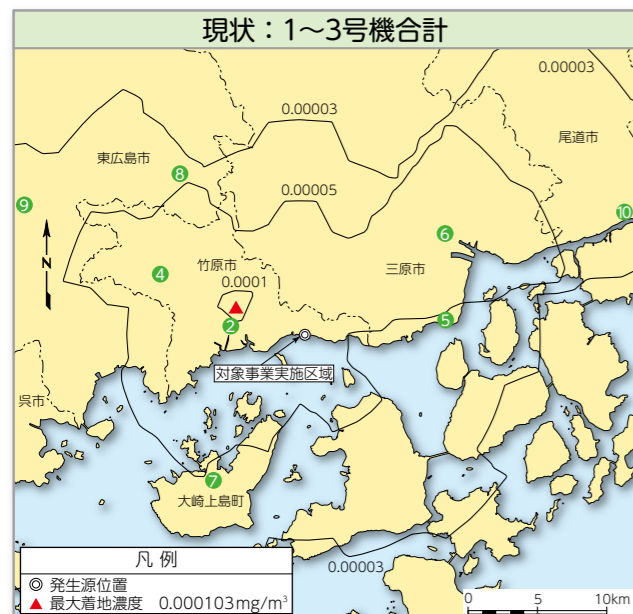 現状：1～3号機合計
0.00003
尾道市
0.00003
東広島市
8
9
0.00005
10
6
N
4
竹原市
三原市
0.0001
2
5
対象事業実施区域
呉市
7
大崎上島町
0.00003
凡 例
◎ 発生源位置
▲ 最大着地濃度 0.000103mg/m³
0 5 10km